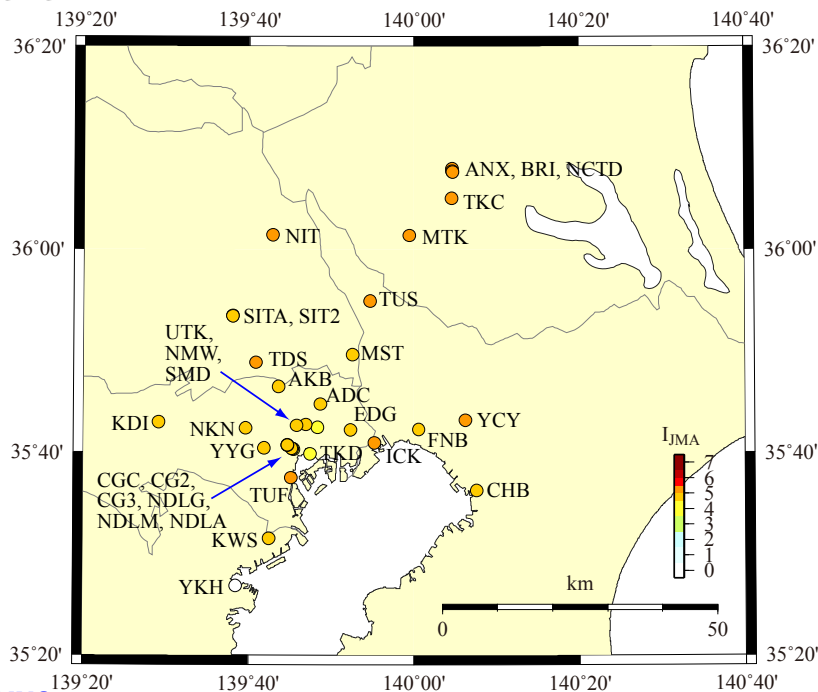 139˚20' 139˚40' 140˚00' 140˚20' 140˚40'
36˚20' 36˚20'
ANX, BRI, NCTD
TKC
NIT MTK
36˚00' 36˚00'
TUS
SITA, SIT2
UTK,
NMW,
SMD
MST
TDS
AKB
ADC
EDG
KDI NKN YCY
FNB
YYG TKD ICK
35˚40' 35˚40'
I JMA
7
6
5
4
3
2
1
0
CGC, CG2,
CG3, NDLG,
NDLM, NDLA
TUF
CHB
KWS
YKH
km
0 50
35˚20' 35˚20'
139˚20' 139˚40' 140˚00' 140˚20' 140˚40'